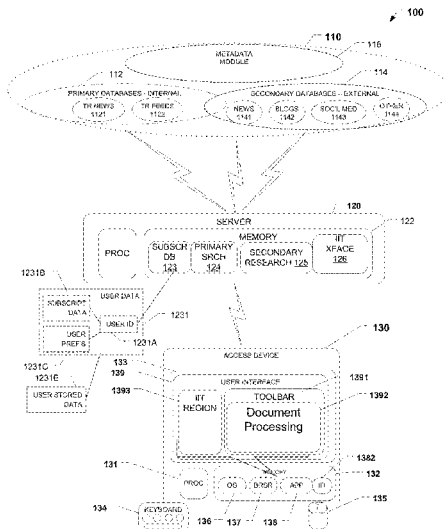 100
110
METADATA
MODULE
116
112
114
PRIMARY DATABASES - INTERNAL
SECONDARY DATABASES -- EXTERNAL
TR NEWS
1121
TR FEEDS
1122
NEWS
1141
BLOGS
1142
SOC'L MED
1143
OTHER
1144
120
SERVER
122
MEMORY
PROC
SUBSCR
DB
123
PRIMARY
SRCH
124
SECONDARY
RESEARCH 125
XFACE
126
1231B
USER DATA
SUBSCRIPT
DATA
USER ID
1231
1231A
USER
PREFS
1231C
1231E
USER STORED
DATA
130
ACCESS DEVICE
133
139
USER INTERFACE
1391
1393
REGION
TOOLBAR
1392
Document
Processing
1382
131
PROC
MEMORY
132
OS
BRSR
APP
KEYBOARD
134
136
137
138
135